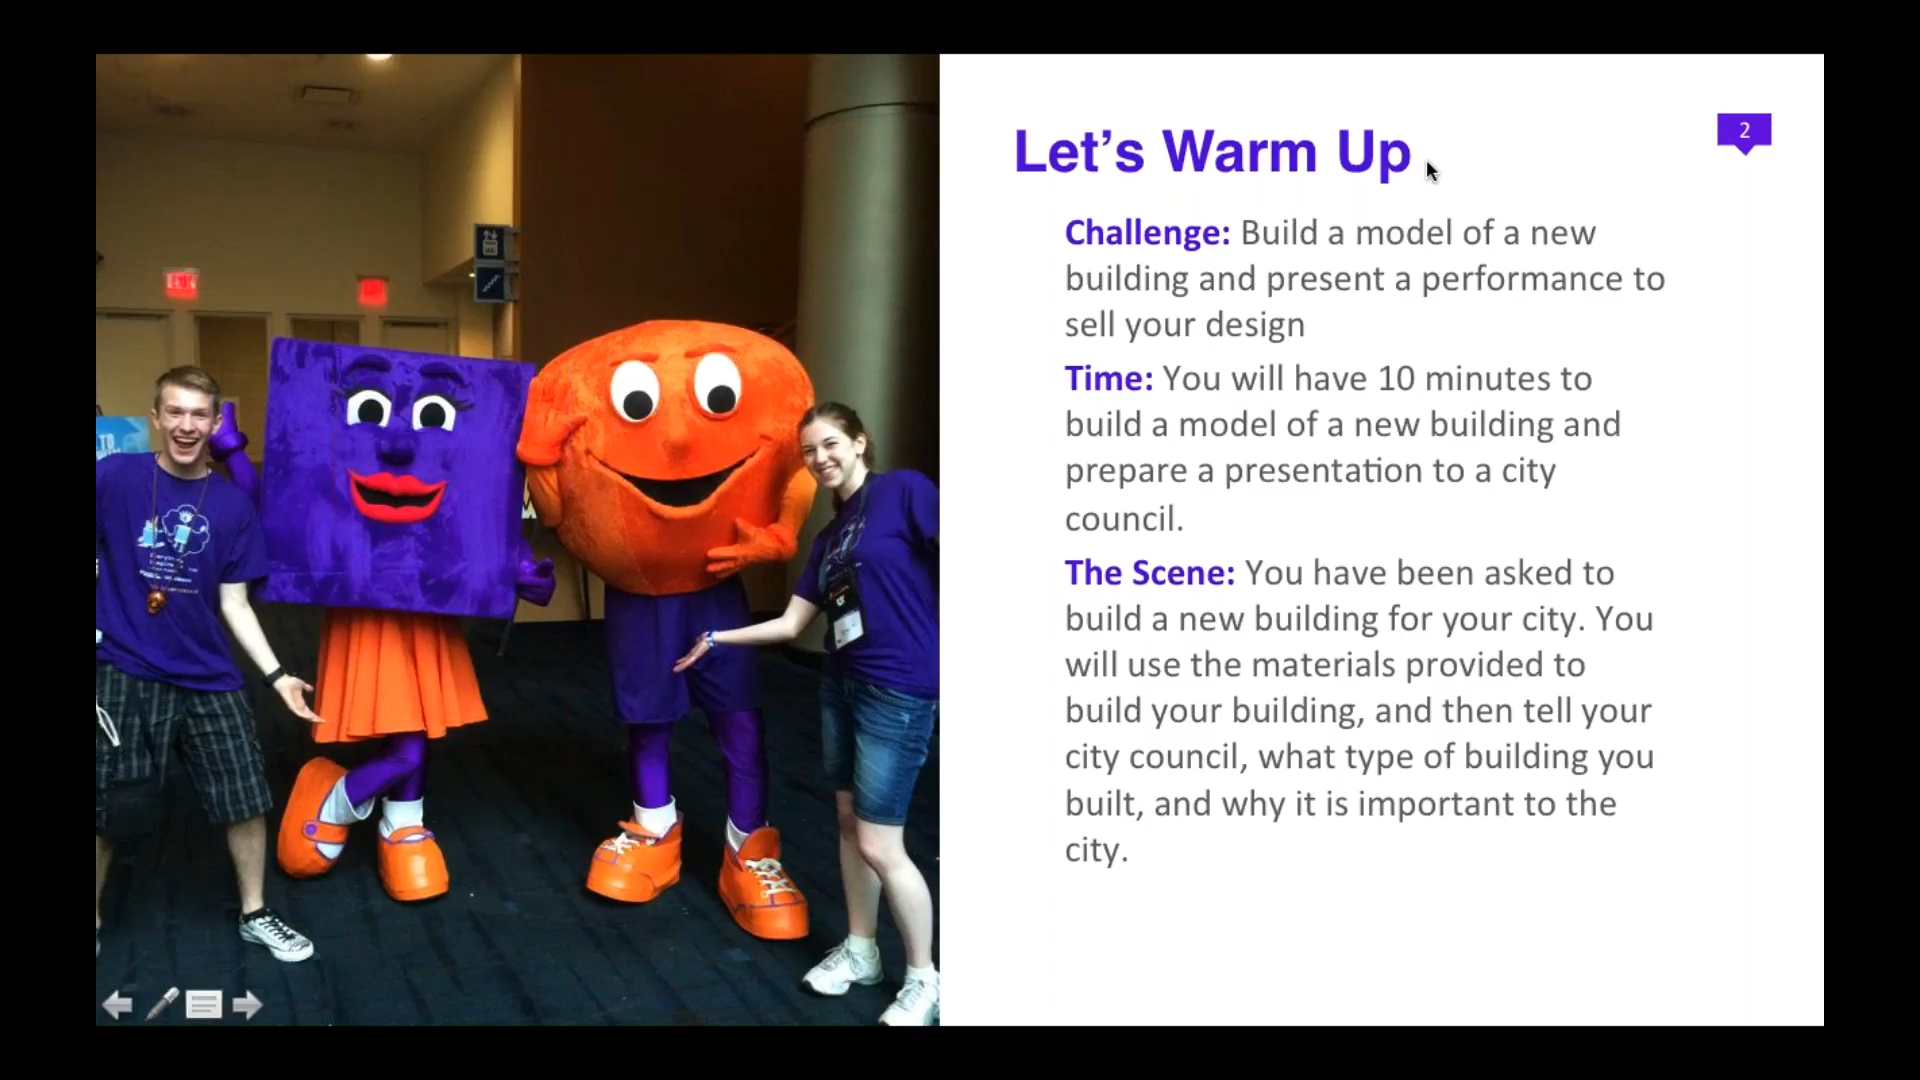 Let’s Warm Up
2
Challenge: Build a model of a new
building and present a performance to
sell your design
Time: You will have 10 minutes to
build a model of a new building and
prepare a presentation to a city
council.
The Scene: You have been asked to
build a new building for your city. You
will use the materials provided to
build your building, and then tell your
city council, what type of building you
built, and why it is important to the
city.